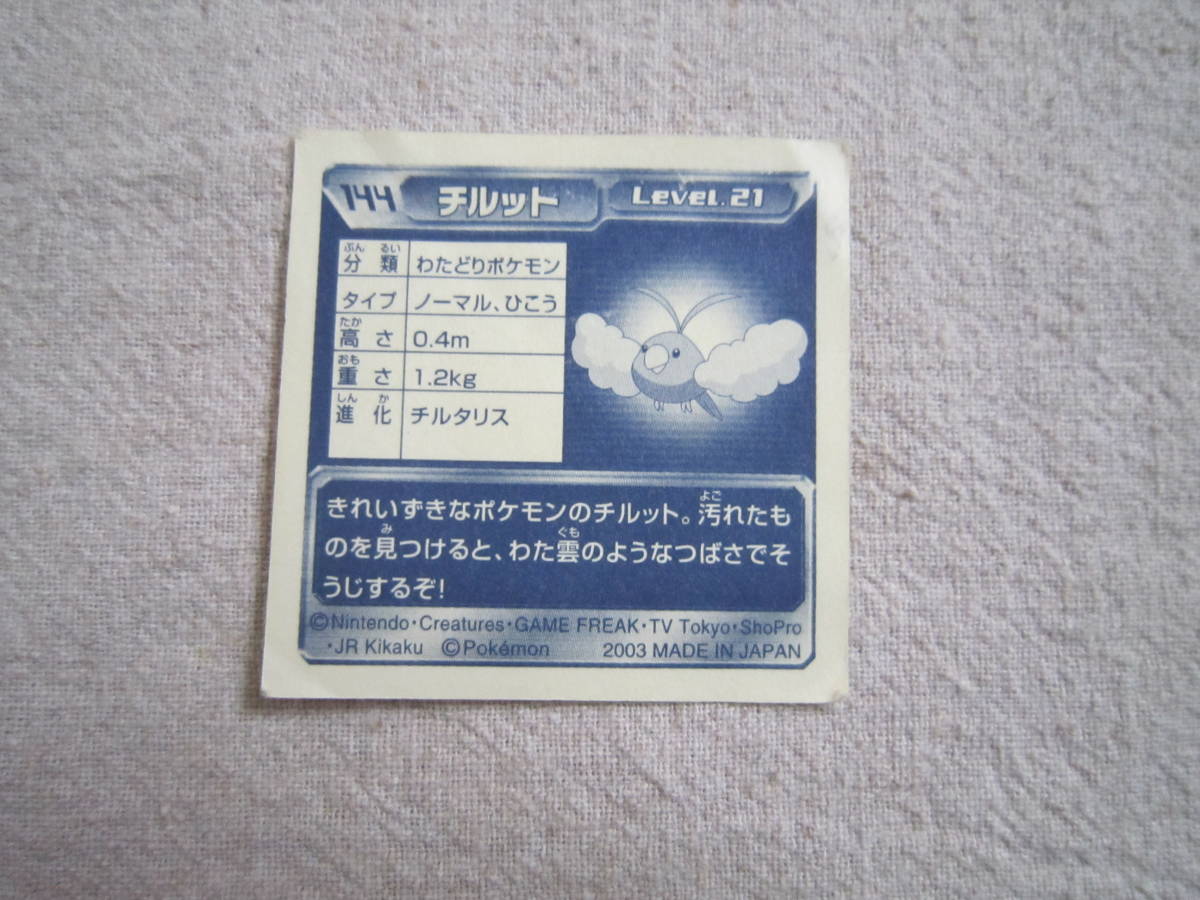 144 チルット Level.21
ぶん るい
分 類 わたどりポケモン
タイプ ノーマル、ひこう
たか
高 さ 0.4m
おも
重 さ 1.2kg
しん か
進 化 チルタリス
きれいずきなポケモンのチルット。汚れたも
よご
のを見つけると、わた雲のようなつばさでそ
み ぐも
うじするぞ!
©Nintendo・Creatures・GAME FREAK・TV Tokyo・ShoPro
・JR Kikaku ©Pokémon 2003 MADE IN JAPAN